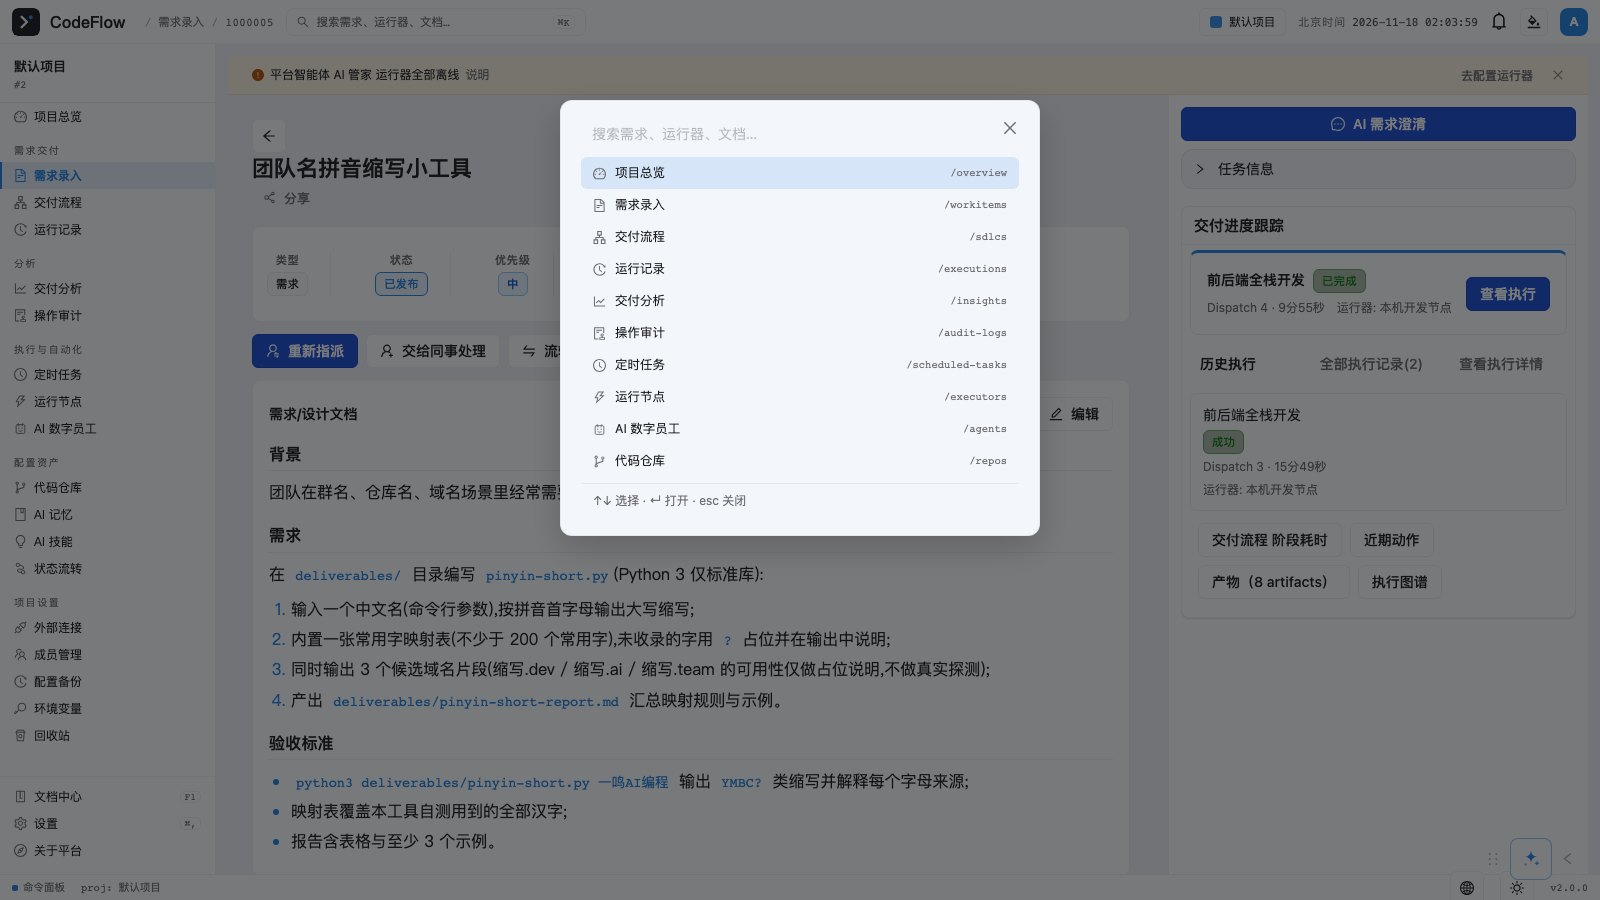 CodeFlow
/ 需求录入 / 1000005
搜索需求、运行器、文档...
⌘K
默认项目
北京时间 2026-11-18 02:03:59
A
默认项目
#2
项目总览
需求交付
需求录入
交付流程
运行记录
分析
交付分析
操作审计
执行与自动化
定时任务
运行节点
AI 数字员工
配置资产
代码仓库
AI 记忆
AI 技能
状态流转
项目设置
外部连接
成员管理
配置备份
环境变量
回收站
文档中心 F1
设置 ⌘,
关于平台
平台智能体 AI 管家 运行器全部离线 说明
去配置运行器
团队名拼音缩写小工具
分享
类型
需求
状态
已发布
优先级
中
重新指派
交给同事处理
需求/设计文档
编辑
背景
团队在群名、仓库名、域名场景里经常需
需求
在 deliverables/ 目录编写 pinyin-short.py (Python 3 仅标准库):
1. 输入一个中文名(命令行参数),按拼音首字母输出大写缩写;
2. 内置一张常用字映射表(不少于 200 个常用字),未收录的字用 ? 占位并在输出中说明;
3. 同时输出 3 个候选域名片段(缩写.dev / 缩写.ai / 缩写.team 的可用性仅做占位说明,不做真实探测);
4. 产出 deliverables/pinyin-short-report.md 汇总映射规则与示例。
验收标准
python3 deliverables/pinyin-short.py 一鸣AI编程 输出 YMBC? 类缩写并解释每个字母来源;
映射表覆盖本工具自测用到的全部汉字;
报告含表格与至少 3 个示例。
搜索需求、运行器、文档...
项目总览 /overview
需求录入 /workitems
交付流程 /sdlcs
运行记录 /executions
交付分析 /insights
操作审计 /audit-logs
定时任务 /scheduled-tasks
运行节点 /executors
AI 数字员工 /agents
代码仓库 /repos
↑↓ 选择 · ↵ 打开 · esc 关闭
AI 需求澄清
任务信息
交付进度跟踪
前后端全栈开发 已完成
Dispatch 4 · 9分55秒 运行器: 本机开发节点
查看执行
历史执行
全部执行记录(2)
查看执行详情
前后端全栈开发
成功
Dispatch 3 · 15分49秒
运行器: 本机开发节点
交付流程 阶段耗时
近期动作
产物（8 artifacts）
执行图谱
命令面板 proj: 默认项目
v2.0.0